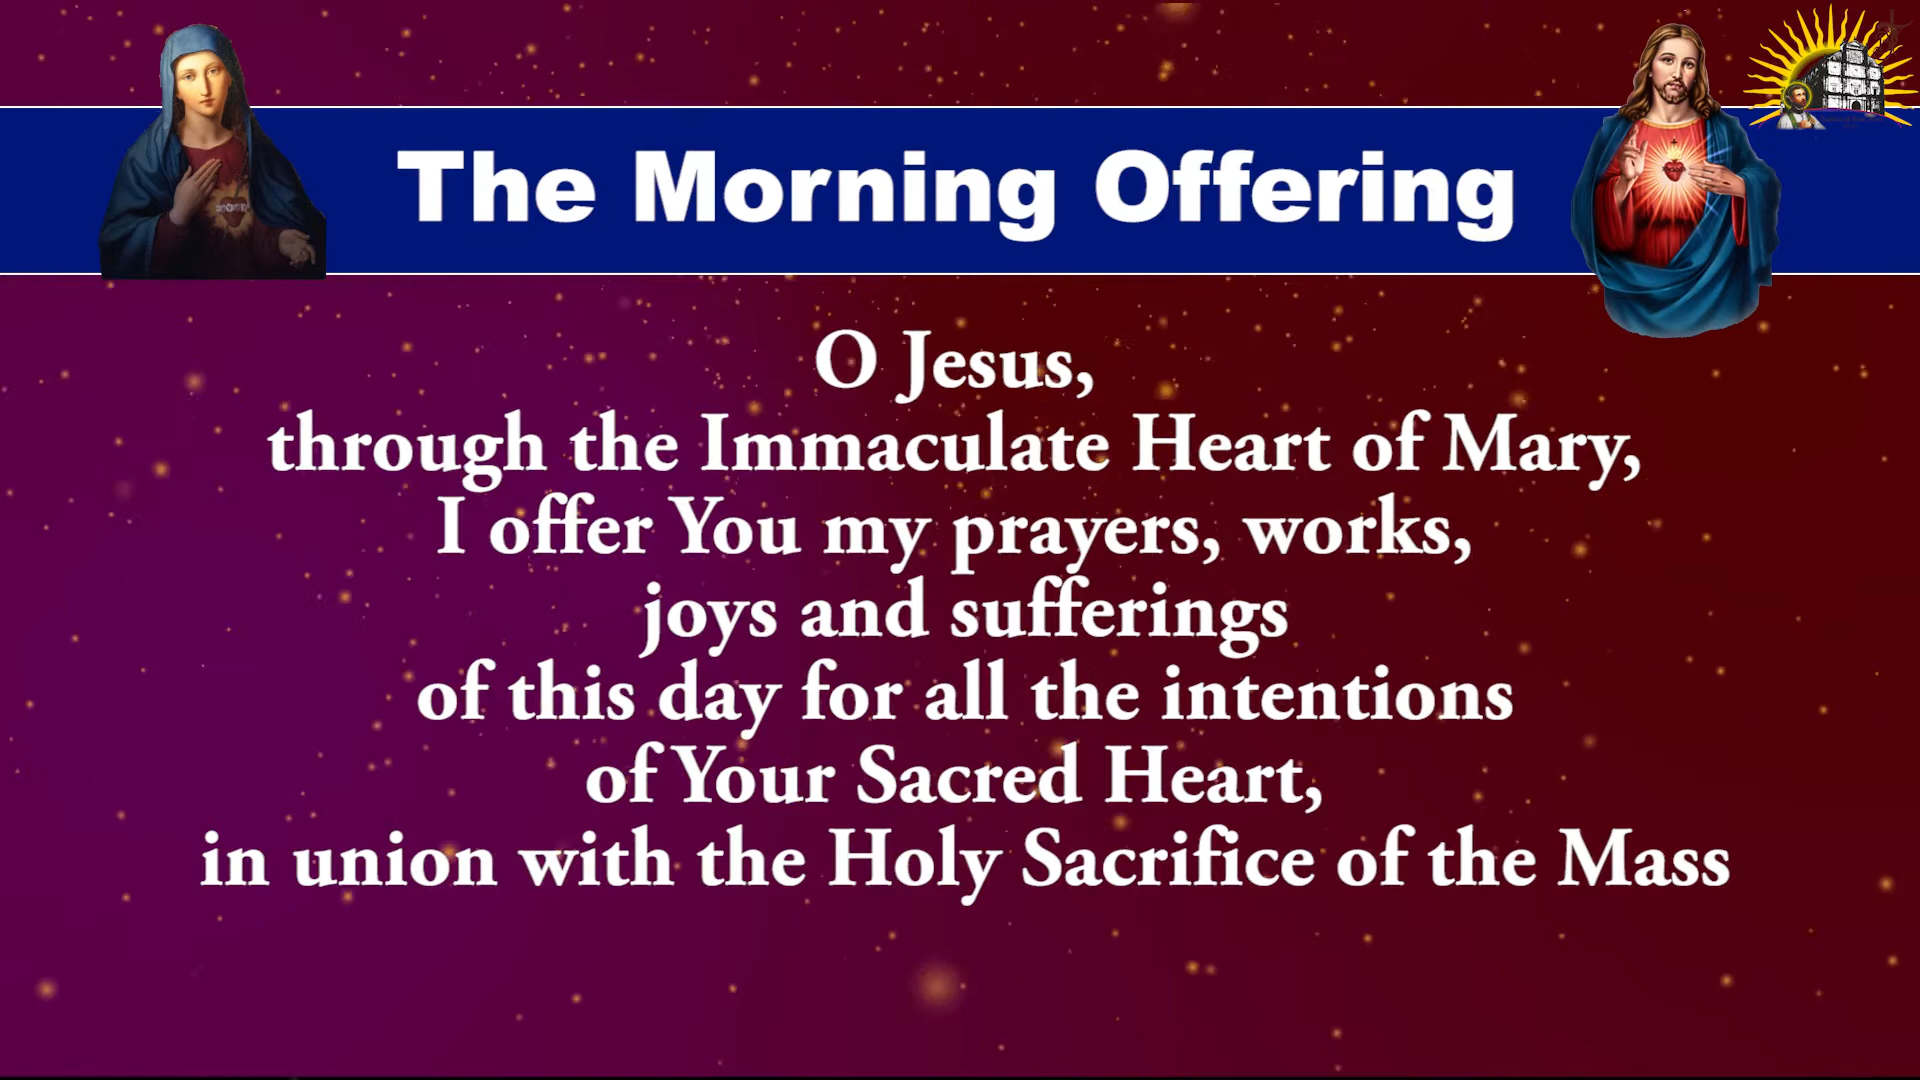 The Morning Offering
O Jesus,
through the Immaculate Heart of Mary,
I offer You my prayers, works,
joys and sufferings
of this day for all the intentions
of Your Sacred Heart,
in union with the Holy Sacrifice of the Mass